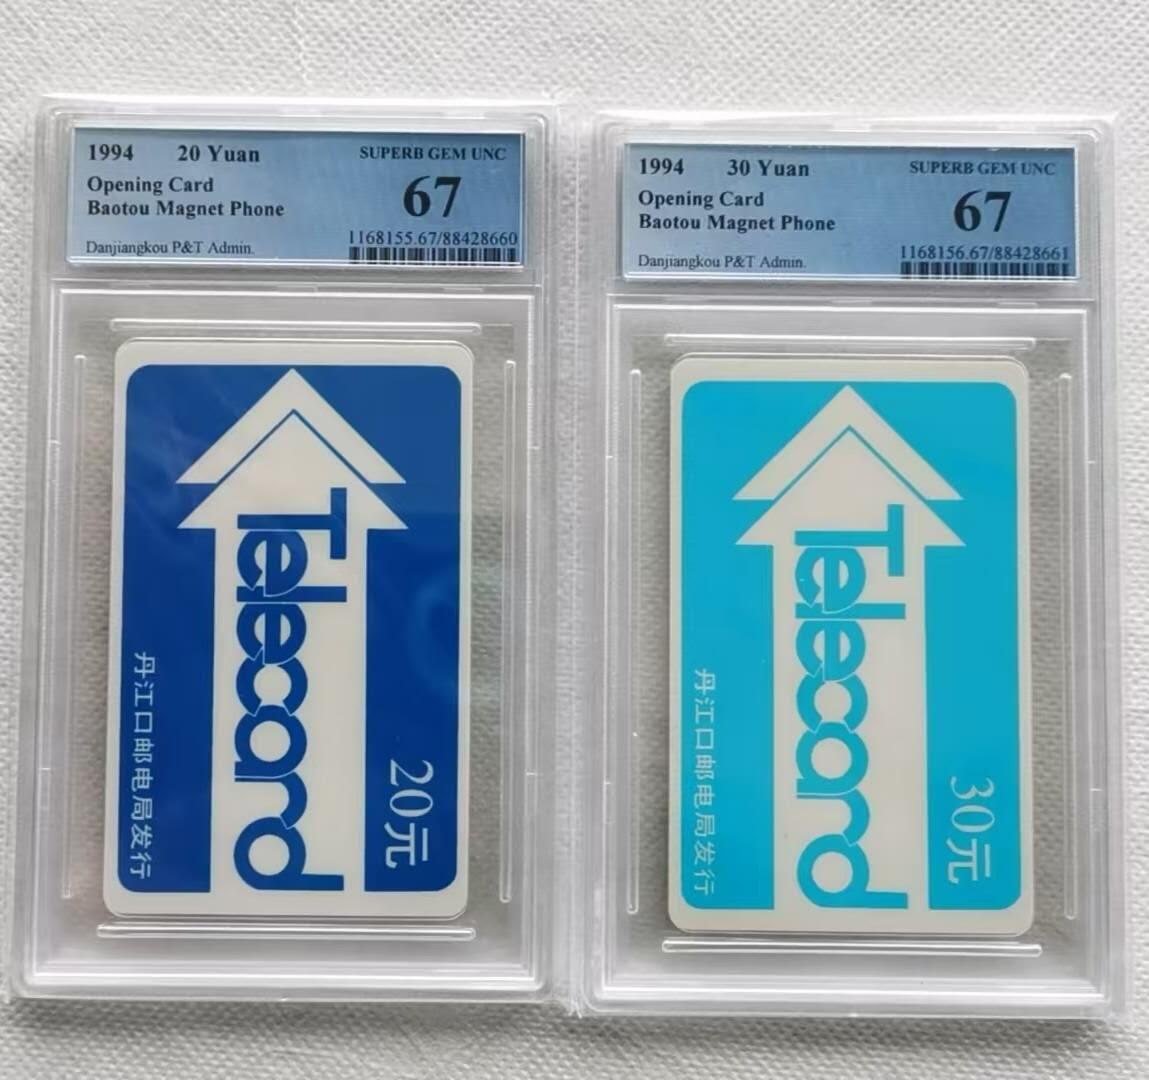 1994 20 Yuan SUPERB GEM UNC
Opening Card 67
Baotou Magnet Phone
Danjiangkou P&T Admin. 1168155.67/88428660
Telecard
20元
丹江口邮电局发行
1994 30 Yuan SUPERB GEM UNC
Opening Card 67
Baotou Magnet Phone
Danjiangkou P&T Admin. 1168156.67/88428661
Telecard
30元
丹江口邮电局发行